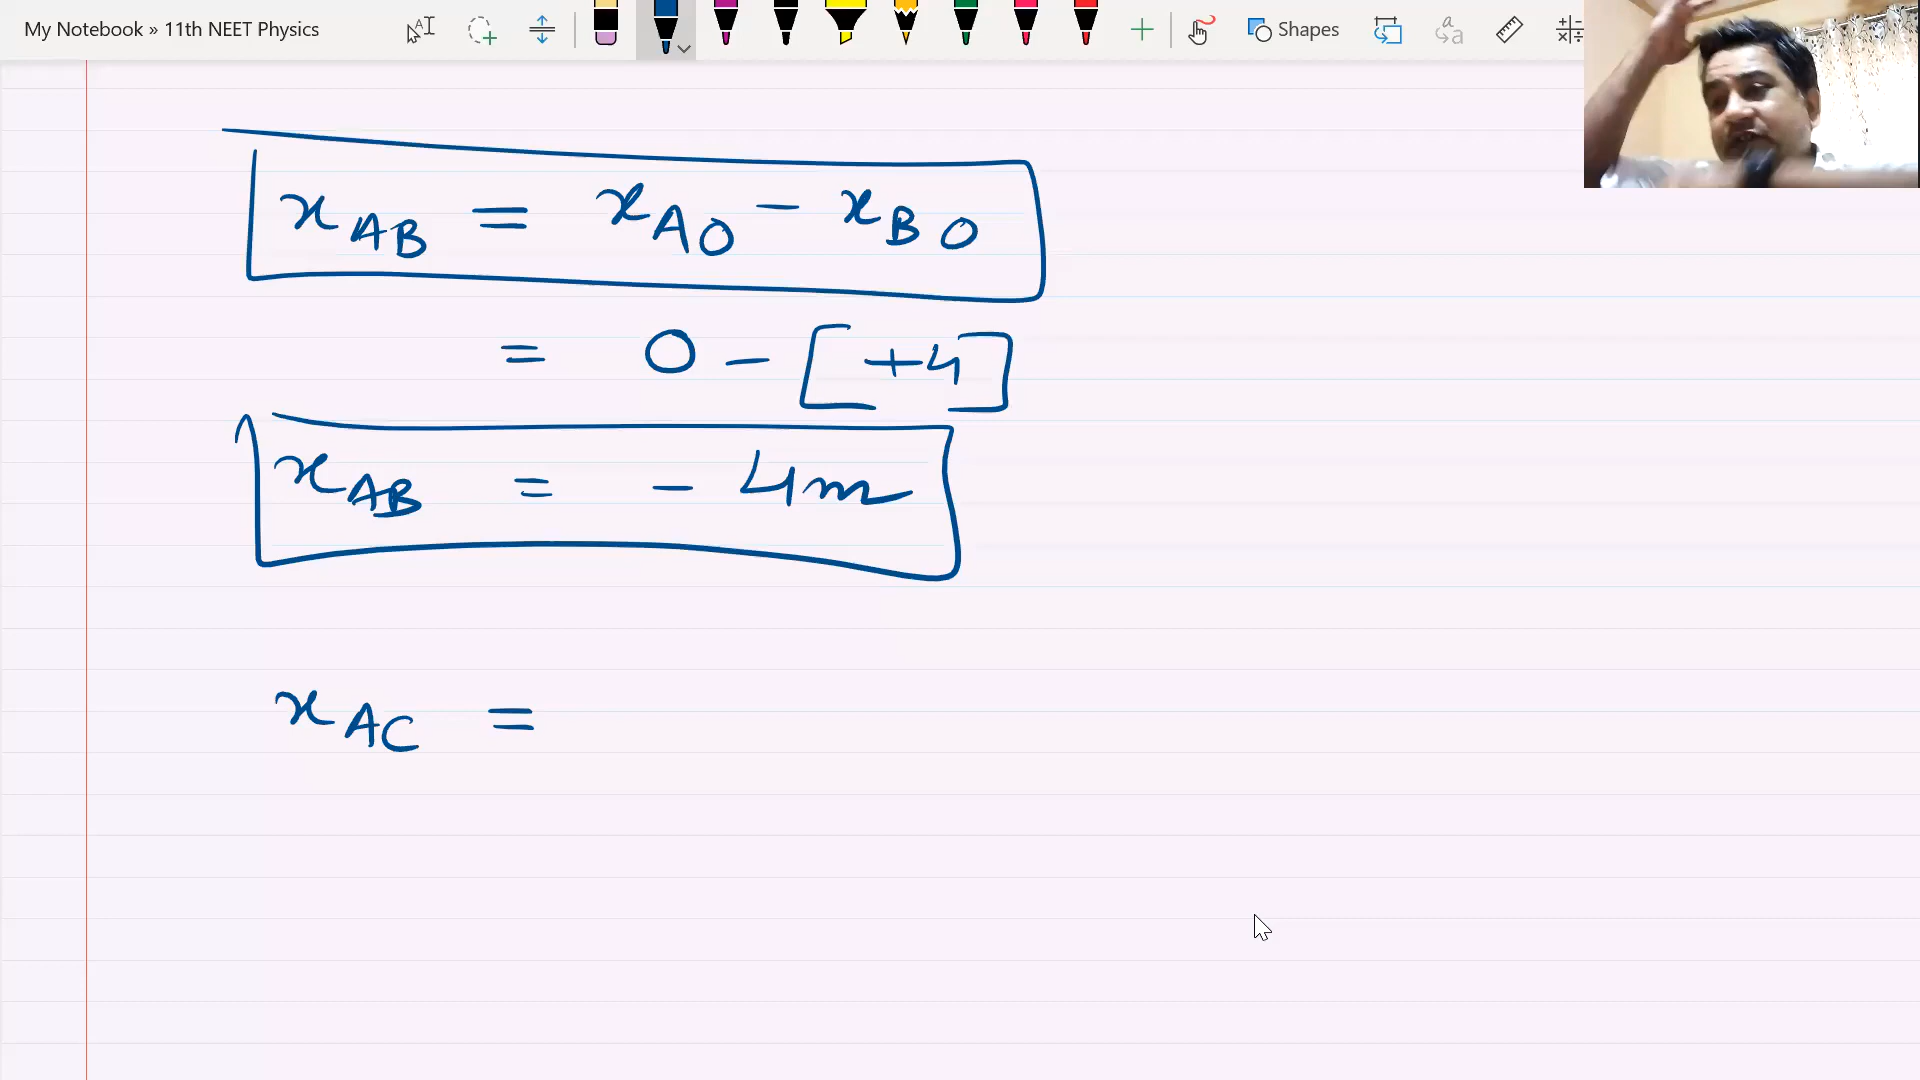 My Notebook » 11th NEET Physics
Shapes
x_AB = x_AO - x_BO
= 0 - [+4]
x_AB = - 4m
x_AC =